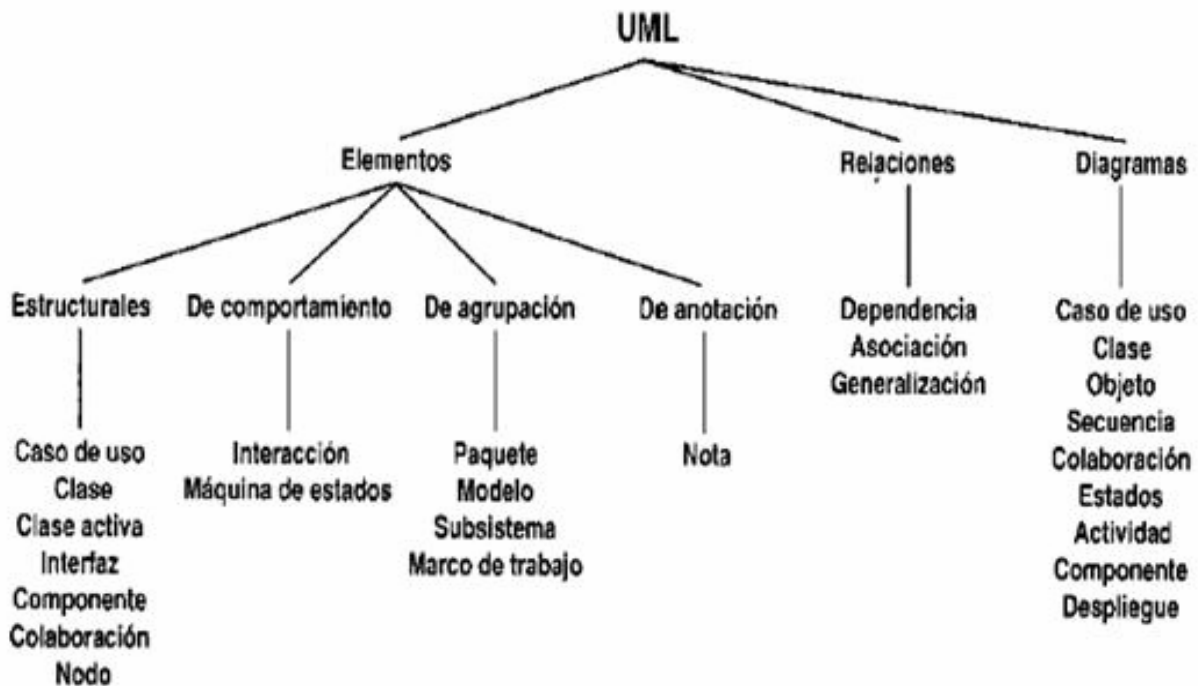 UML
Elementos
Relaciones
Diagramas
Estructurales
De comportamiento
De agrupación
De anotación
Caso de uso
Clase
Clase activa
Interfaz
Componente
Colaboración
Nodo
Interacción
Máquina de estados
Paquete
Modelo
Subsistema
Marco de trabajo
Nota
Dependencia
Asociación
Generalización
Caso de uso
Clase
Objeto
Secuencia
Colaboración
Estados
Actividad
Componente
Despliegue